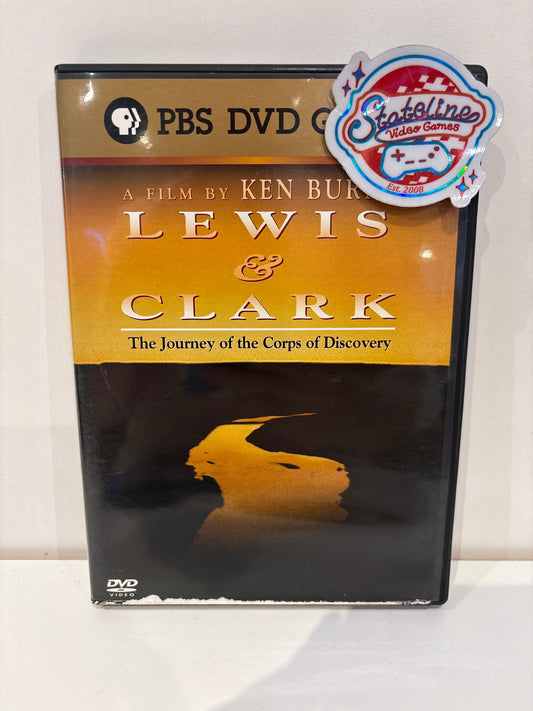 PBS DVD G
Stateline
Video Games
Est. 2008
A FILM BY KEN BUR
LEWIS
&
CLARK
The Journey of the Corps of Discovery
DVD
VIDEO